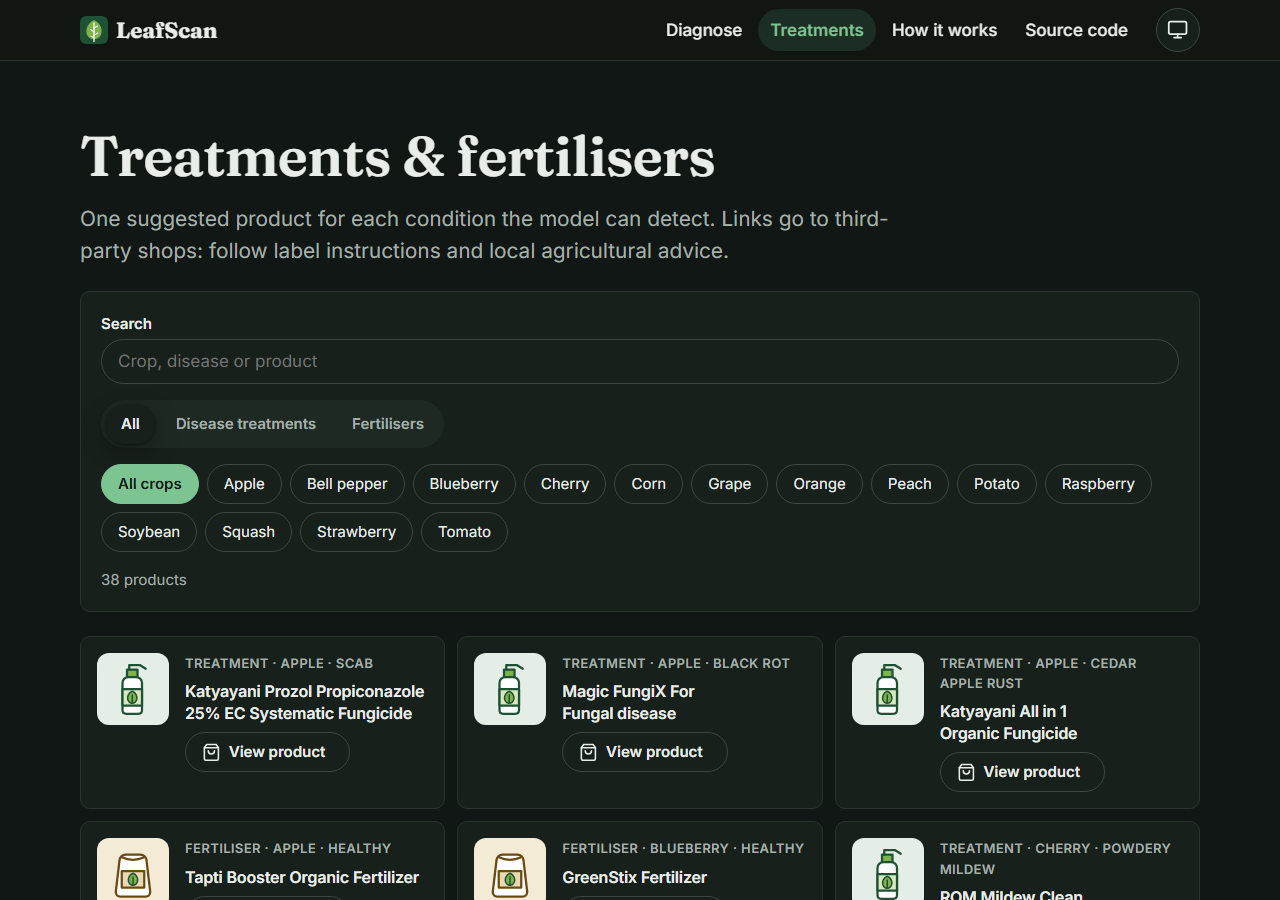 LeafScan
Diagnose
Treatments
How it works
Source code
Treatments & fertilisers
One suggested product for each condition the model can detect. Links go to third-
party shops: follow label instructions and local agricultural advice.
Search
Crop, disease or product
All
Disease treatments
Fertilisers
All crops
Apple
Bell pepper
Blueberry
Cherry
Corn
Grape
Orange
Peach
Potato
Raspberry
Soybean
Squash
Strawberry
Tomato
38 products
TREATMENT · APPLE · SCAB
Katyayani Prozol Propiconazole
25% EC Systematic Fungicide
View product
TREATMENT · APPLE · BLACK ROT
Magic FungiX For
Fungal disease
View product
TREATMENT · APPLE · CEDAR
APPLE RUST
Katyayani All in 1
Organic Fungicide
View product
FERTILISER · APPLE · HEALTHY
Tapti Booster Organic Fertilizer
FERTILISER · BLUEBERRY · HEALTHY
GreenStix Fertilizer
TREATMENT · CHERRY · POWDERY
MILDEW
ROM Mildew Clean